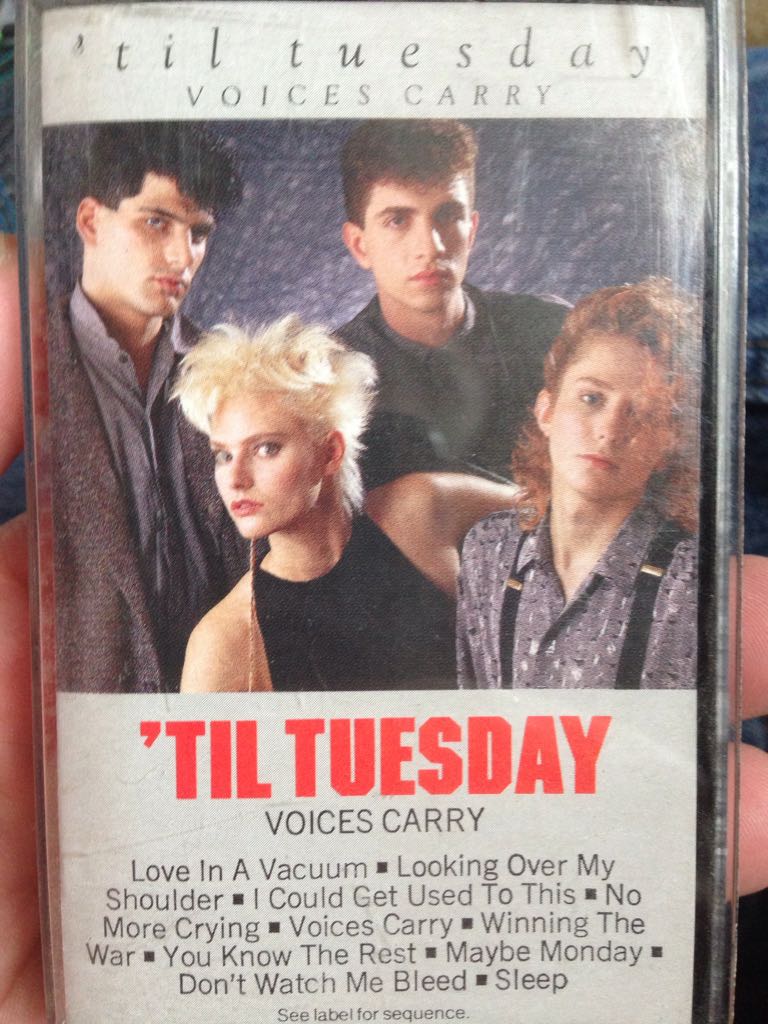 'til tuesday
VOICES CARRY
'TIL TUESDAY
VOICES CARRY
Love In A Vacuum ■ Looking Over My
Shoulder ■ I Could Get Used To This ■ No
More Crying ■ Voices Carry ■ Winning The
War ■ You Know The Rest ■ Maybe Monday ■
Don't Watch Me Bleed ■ Sleep
See label for sequence.